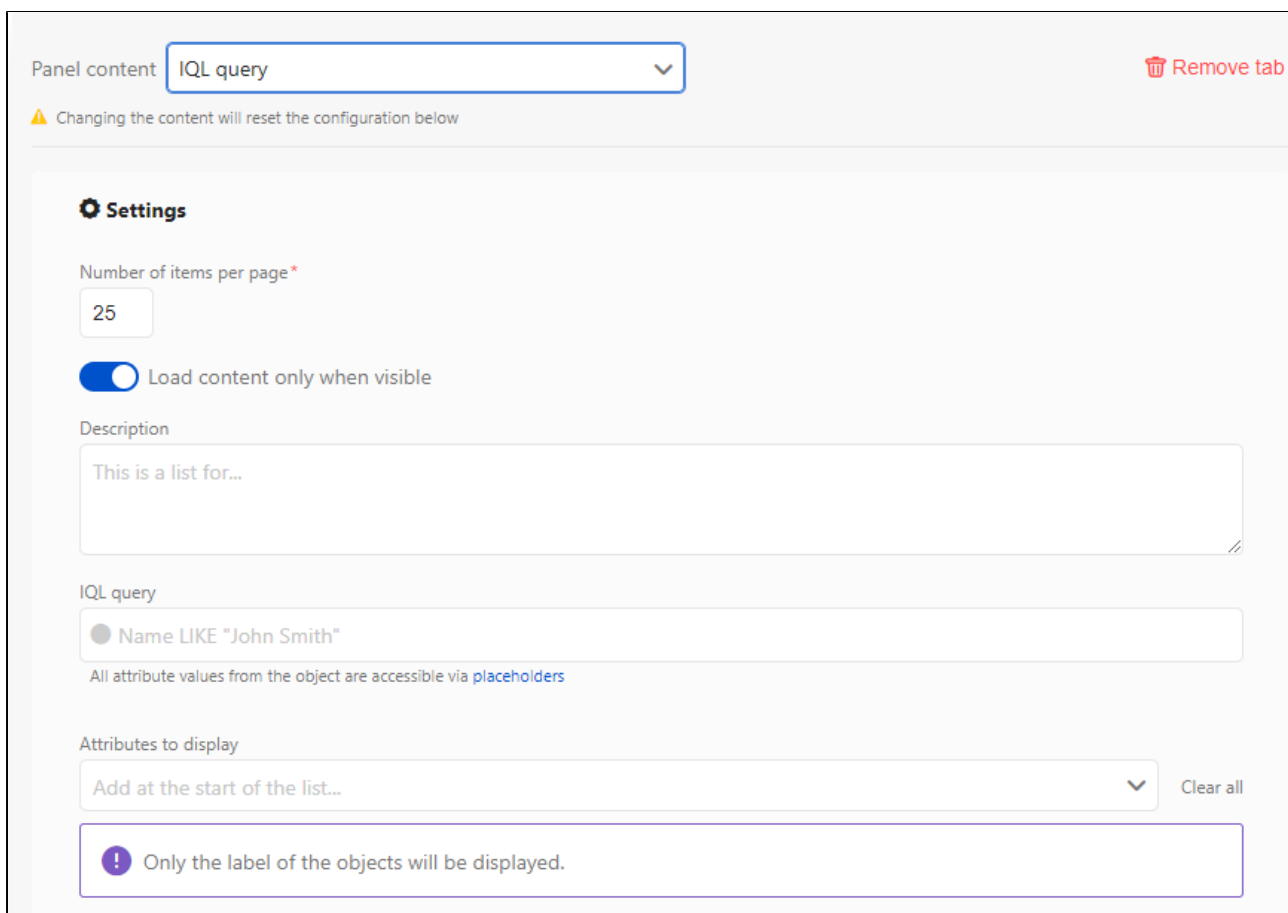 Panel content IQL query Remove tab
Changing the content will reset the configuration below
Settings
Number of items per page*
25
Load content only when visible
Description
This is a list for...
IQL query
Name LIKE "John Smith"
All attribute values from the object are accessible via placeholders
Attributes to display
Add at the start of the list... Clear all
Only the label of the objects will be displayed.